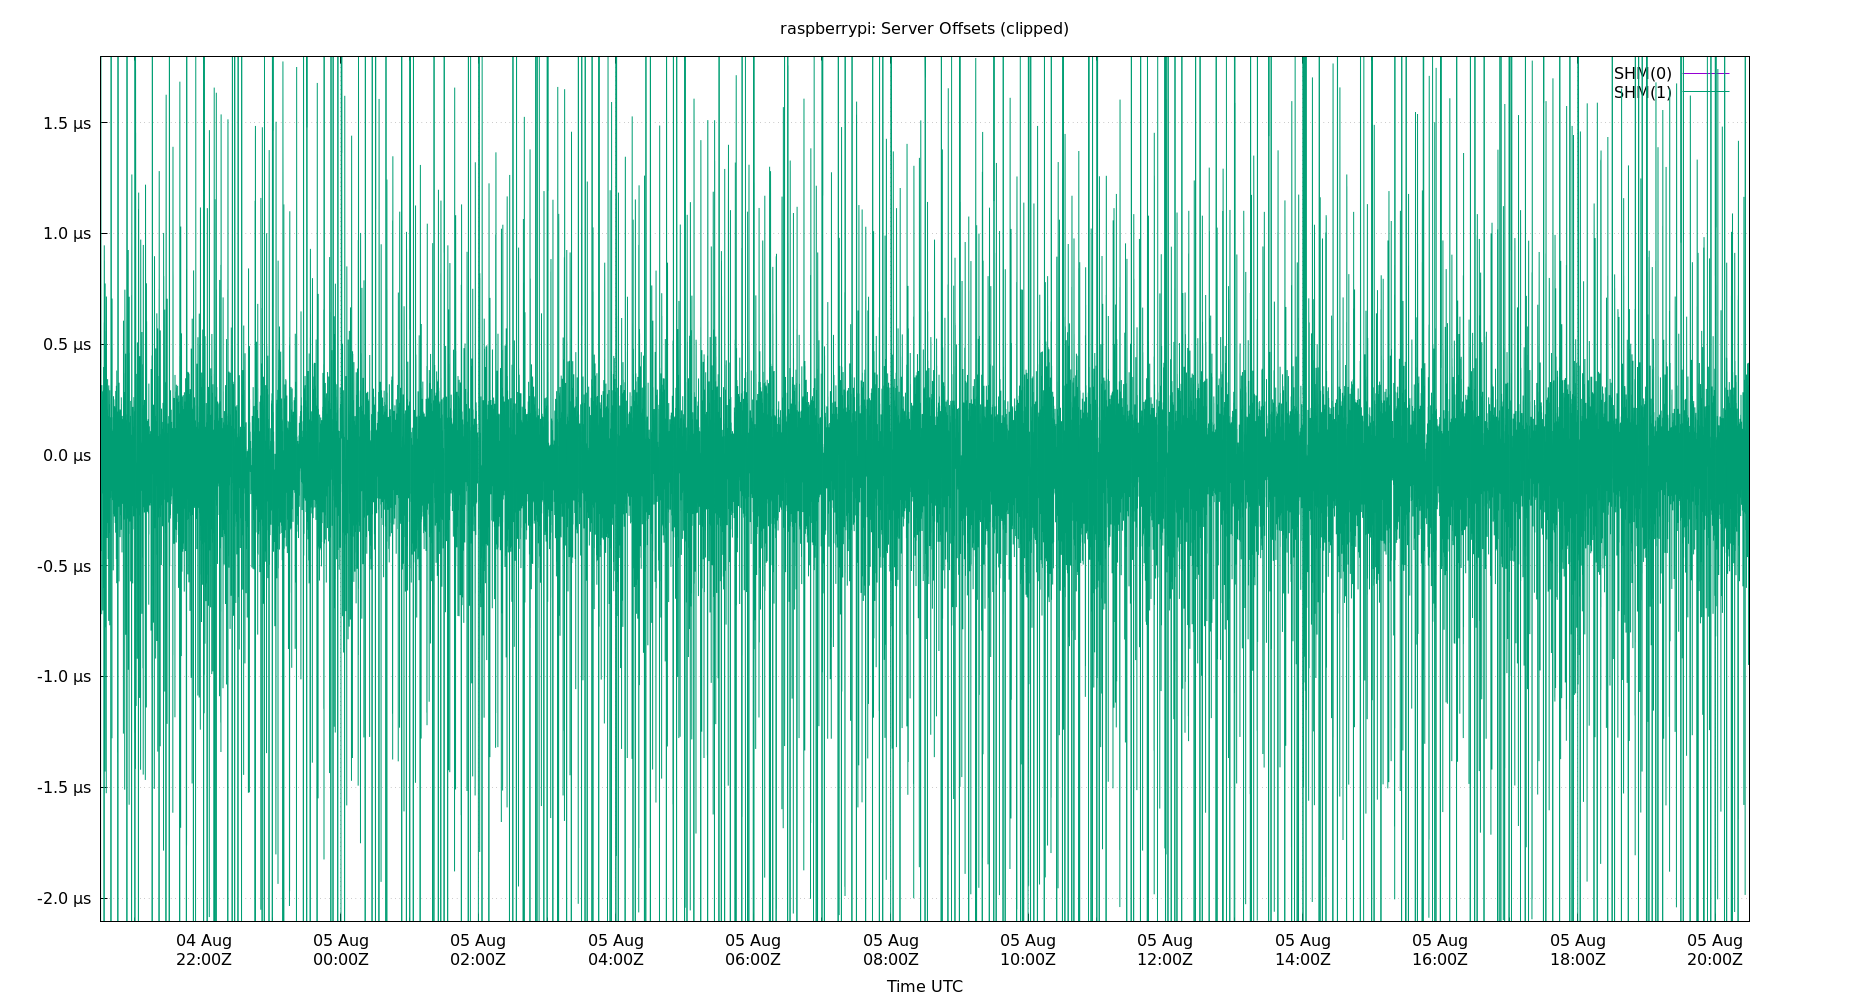 raspberrypi: Server Offsets (clipped)
SHM(0)
SHM(1)
1.5 µs
1.0 µs
0.5 µs
0.0 µs
-0.5 µs
-1.0 µs
-1.5 µs
-2.0 µs
04 Aug 05 Aug 05 Aug 05 Aug 05 Aug 05 Aug 05 Aug 05 Aug 05 Aug 05 Aug 05 Aug 05 Aug
22:00Z 00:00Z 02:00Z 04:00Z 06:00Z 08:00Z 10:00Z 12:00Z 14:00Z 16:00Z 18:00Z 20:00Z
Time UTC